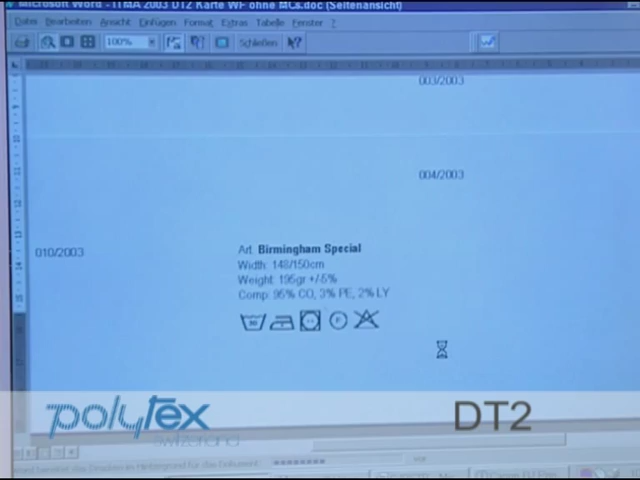 Microsoft Word - ITMA 2003 DT2 Karte WF ohne MCs.doc (Seitenansicht)
Datei Bearbeiten Ansicht Einfügen Format Extras Tabelle Fenster ?
100% Schließen
003/2003
004/2003
010/2003
Art. Birmingham Special
Width: 148/150cm
Weight: 195gr +/-5%
Comp: 95% CO, 3% PE, 2% LY
polytex DT2
switzerland